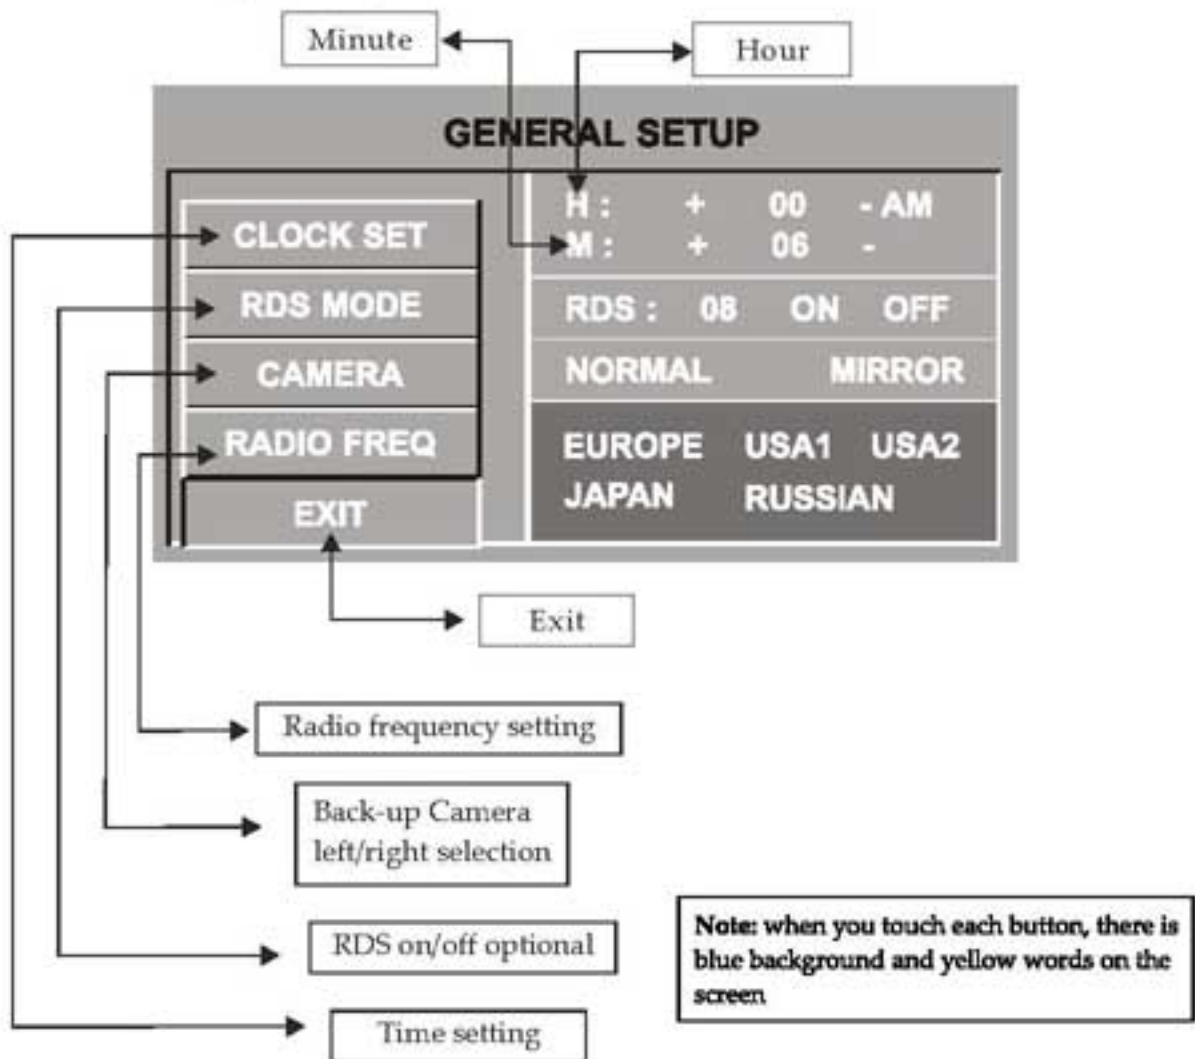 Minute
Hour
GENERAL SETUP
CLOCK SET
RDS MODE
CAMERA
RADIO FREQ
EXIT
H : + 00 - AM
M : + 06 -
RDS : 08 ON OFF
NORMAL MIRROR
EUROPE USA1 USA2
JAPAN RUSSIAN
Exit
Radio frequency setting
Back-up Camera
left/right selection
RDS on/off optional
Time setting
Note: when you touch each button, there is
blue background and yellow words on the
screen